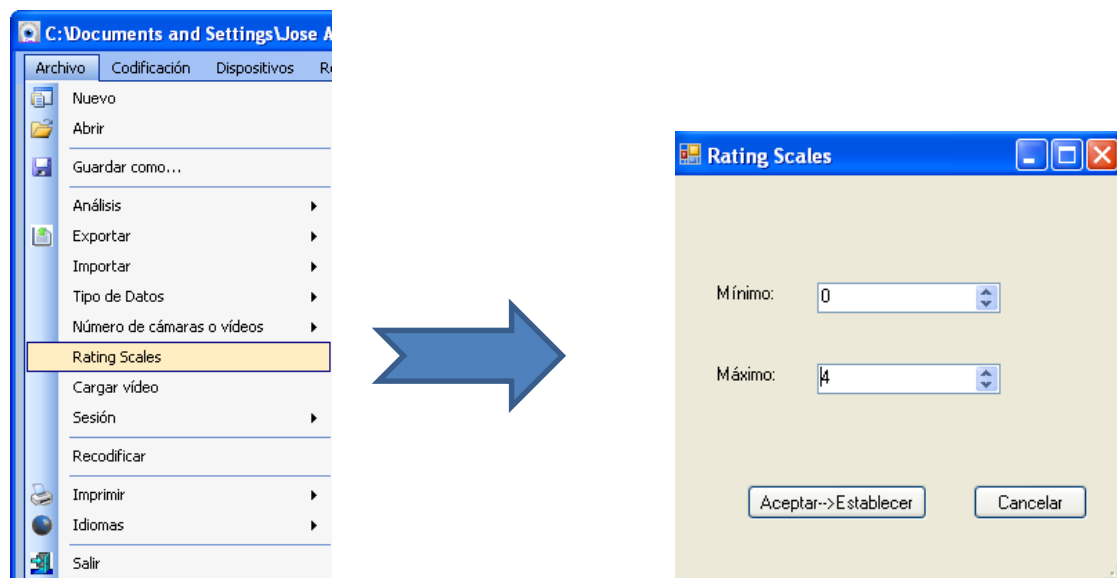 C:\Documents and Settings\Jose A
Archivo Codificación Dispositivos
Nuevo
Abrir
Guardar como...
Análisis
Exportar
Importar
Tipo de Datos
Número de cámaras o vídeos
Rating Scales
Cargar vídeo
Sesión
Recodificar
Imprimir
Idiomas
Salir
Rating Scales
Mínimo: 0
Máximo: 4
Aceptar-->Establecer Cancelar